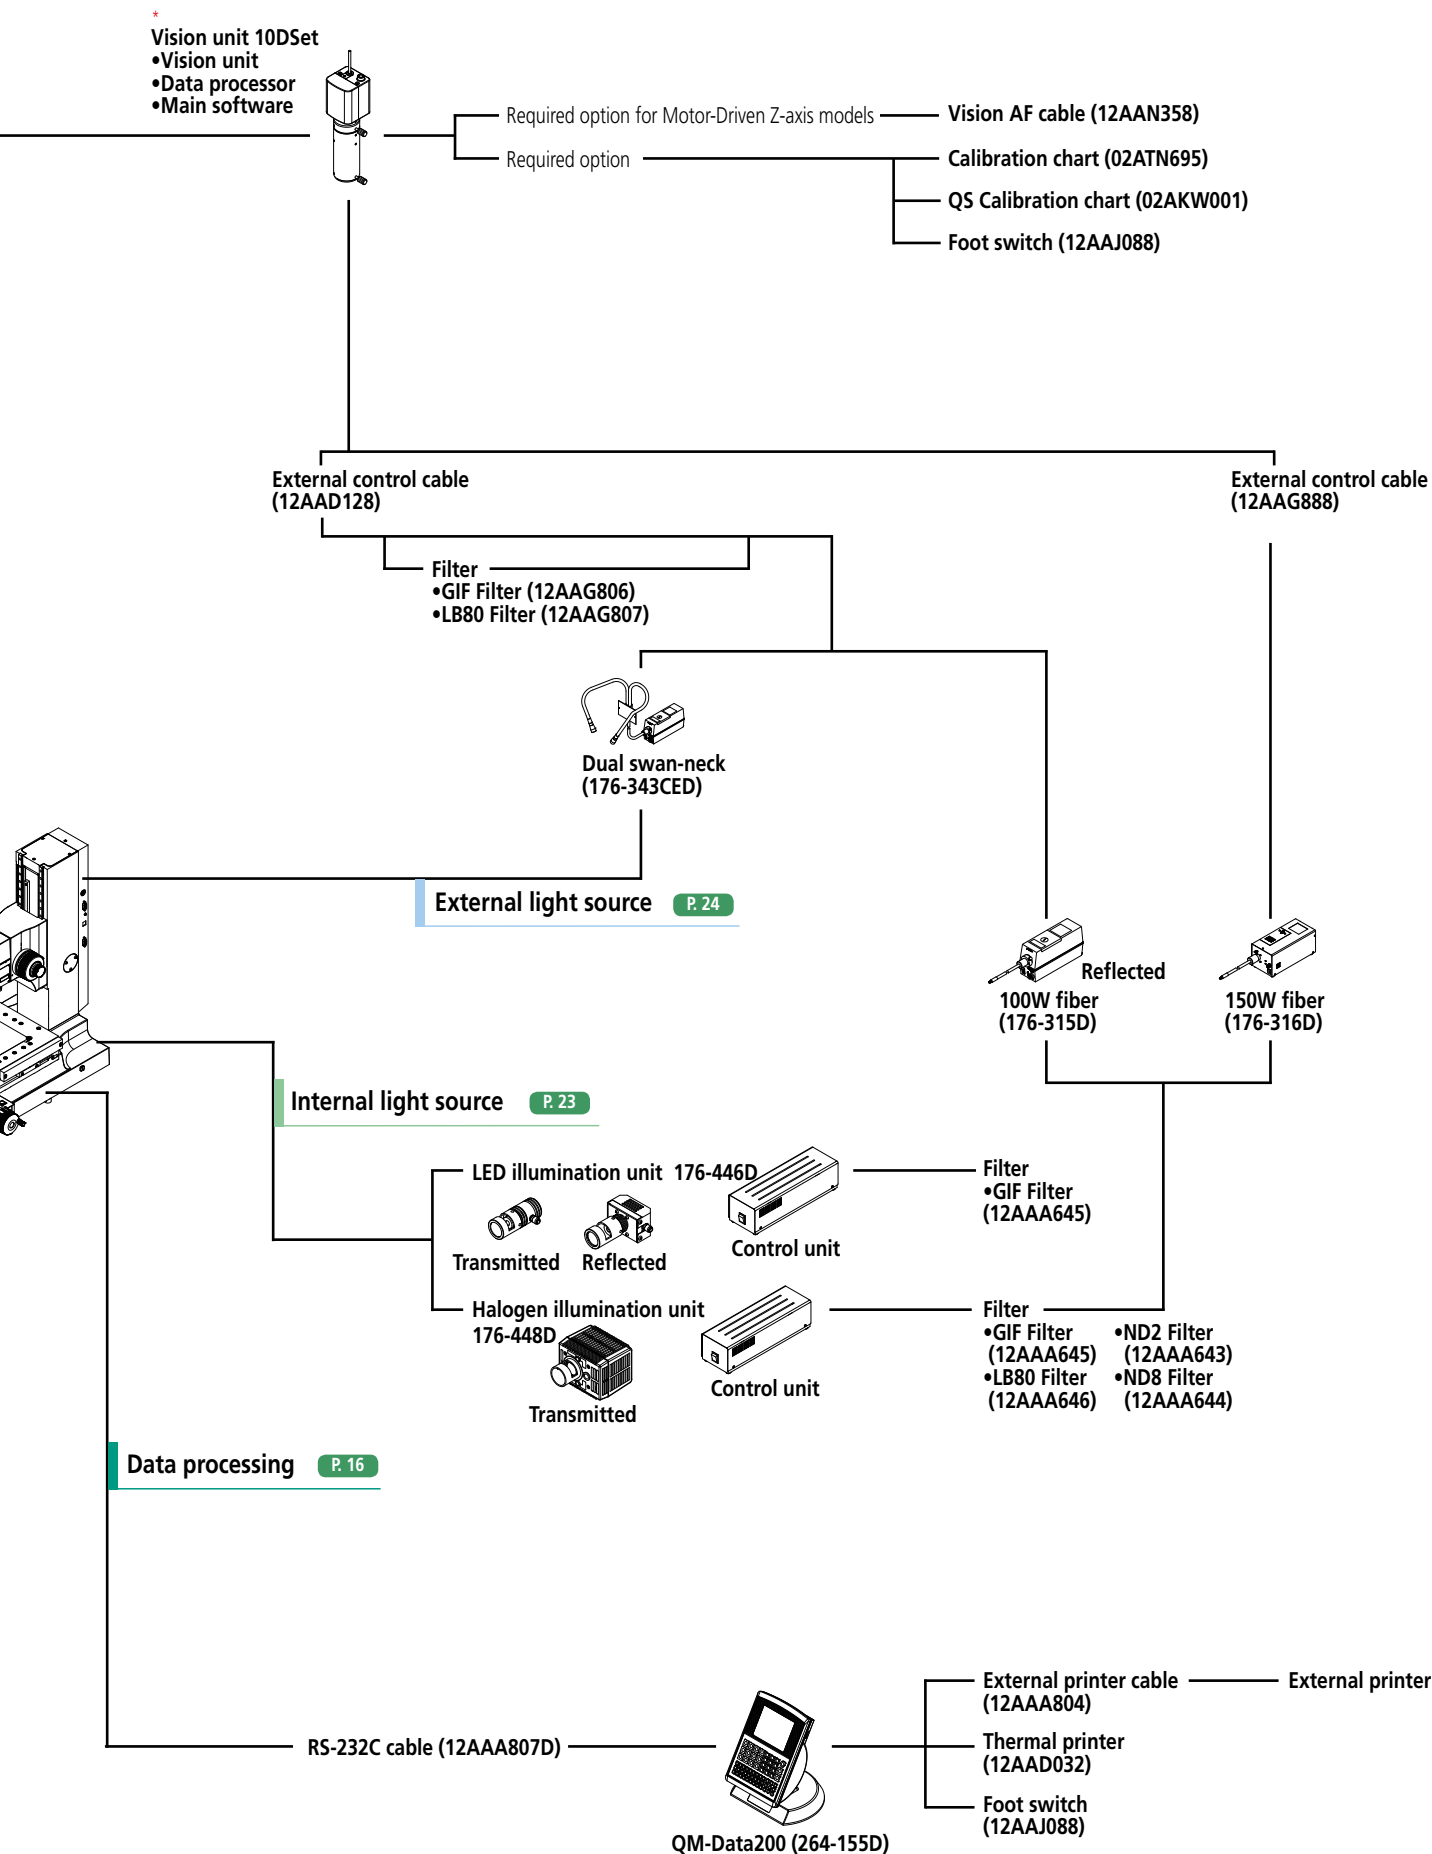 *
Vision unit 10DSet
•Vision unit
•Data processor
•Main software
Required option for Motor-Driven Z-axis models
Vision AF cable (12AAN358)
Required option
Calibration chart (02ATN695)
QS Calibration chart (02AKW001)
Foot switch (12AAJ088)
External control cable
(12AAD128)
External control cable
(12AAG888)
Filter
•GIF Filter (12AAG806)
•LB80 Filter (12AAG807)
Dual swan-neck
(176-343CED)
External light source
P. 24
Reflected
100W fiber
(176-315D)
150W fiber
(176-316D)
Internal light source
P. 23
LED illumination unit 176-446D
Transmitted
Reflected
Control unit
Filter
•GIF Filter
(12AAA645)
Halogen illumination unit
176-448D
Transmitted
Control unit
Filter
•GIF Filter
(12AAA645)
•LB80 Filter
(12AAA646)
•ND2 Filter
(12AAA643)
•ND8 Filter
(12AAA644)
Data processing
P. 16
RS-232C cable (12AAA807D)
QM-Data200 (264-155D)
External printer cable
(12AAA804)
External printer
Thermal printer
(12AAD032)
Foot switch
(12AAJ088)